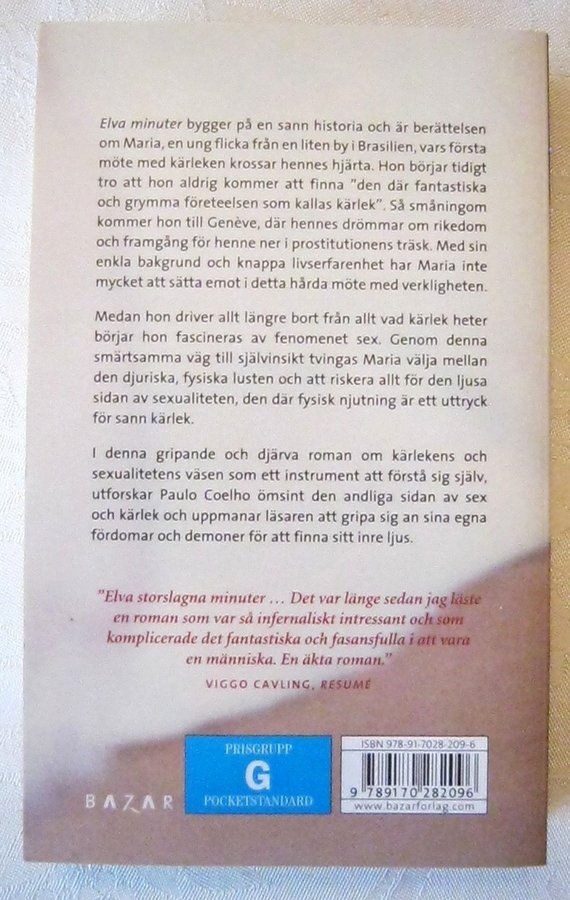 Elva minuter bygger på en sann historia och är berättelsen
om Maria, en ung flicka från en liten by i Brasilien, vars första
möte med kärleken krossar hennes hjärta. Hon börjar tidigt
tro att hon aldrig kommer att finna ”den där fantastiska
och grymma företeelsen som kallas kärlek”. Så småningom
kommer hon till Genève, där hennes drömmar om rikedom
och framgång för henne ner i prostitutionens träsk. Med sin
enkla bakgrund och knappa livserfarenhet har Maria inte
mycket att sätta emot i detta hårda möte med verkligheten.
Medan hon driver allt längre bort från allt vad kärlek heter
börjar hon fascineras av fenomenet sex. Genom denna
smärtsamma väg till självinsikt tvingas Maria välja mellan
den djuriska, fysiska lusten och att riskera allt för den ljusa
sidan av sexualiteten, den där fysisk njutning är ett uttryck
för sann kärlek.
I denna gripande och djärva roman om kärlekens och
sexualitetens väsen som ett instrument att förstå sig själv,
utforskar Paulo Coelho ömsint den andliga sidan av sex
och kärlek och uppmanar läsaren att gripa sig an sina egna
fördomar och demoner för att finna sitt inre ljus.
”Elva storslagna minuter ... Det var länge sedan jag läste
en roman som var så infernaliskt intressant och som
komplicerade det fantastiska och fasansfulla i att vara
en människa. En äkta roman.”
VIGGO CAVLING, RESUMÉ
BAZAR
PRISGRUPP
G
POCKETSTANDARD
ISBN 978-91-7028-209-6
9 789170 282096
www.bazarforlag.com